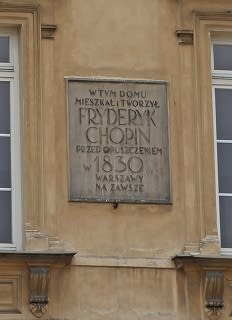 W TYM DOMU
MIESZKAŁ I TWORZYŁ
FRYDERYK
CHOPIN
PRZED OPUSZCZENIEM
W 1830
WARSZAWY
NA ZAWSZE